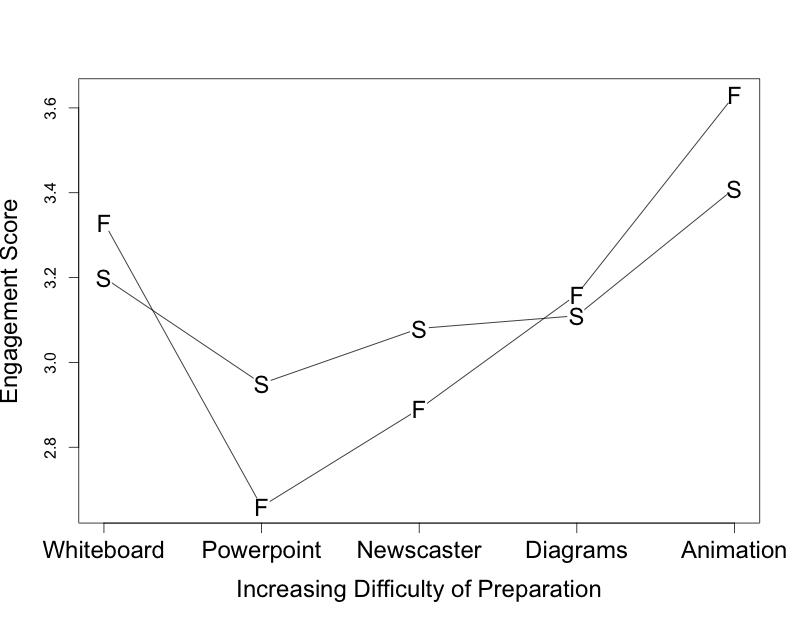 Engagement Score
3.6
3.4
3.2
3.0
2.8
F
S
F
S
F
S
F
S
F
S
Whiteboard Powerpoint Newscaster Diagrams Animation
Increasing Difficulty of Preparation